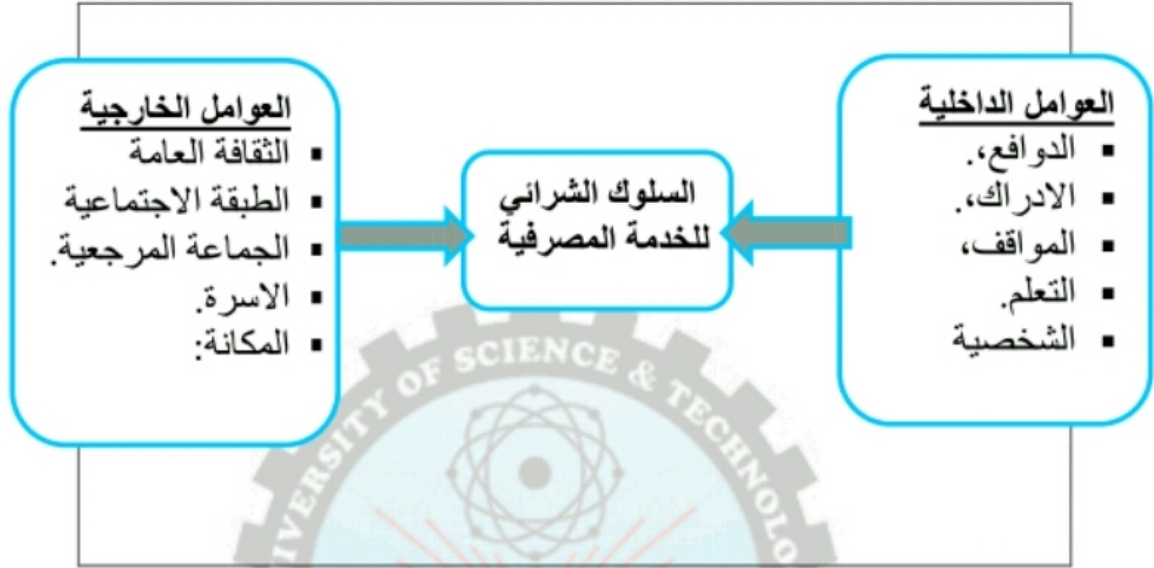 العوامل الداخلية
▪ الدوافع،.
▪ الادراك،.
▪ المواقف،
▪ التعلم.
▪ الشخصية
السلوك الشرائي
للخدمة المصرفية
العوامل الخارجية
▪ الثقافة العامة
▪ الطبقة الاجتماعية
▪ الجماعة المرجعية.
▪ الاسرة.
▪ المكانة:
OF SCIENCE &